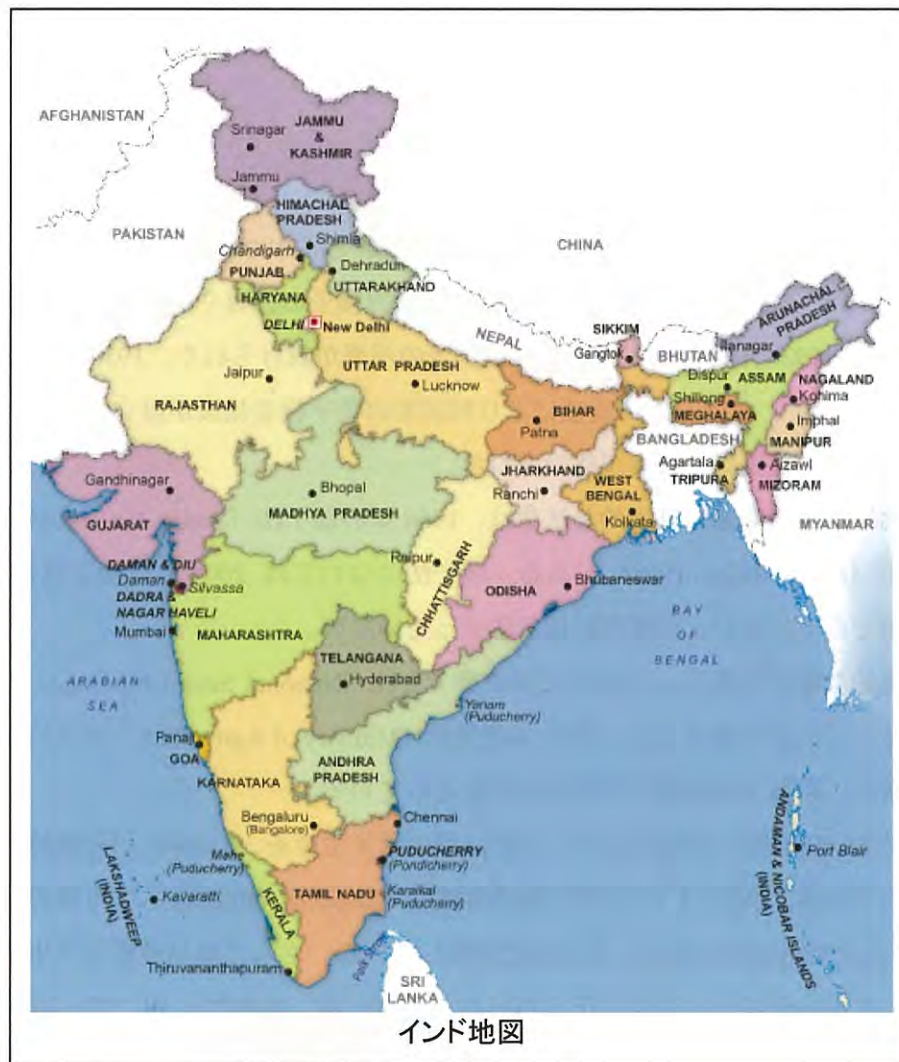 AFGHANISTAN
JAMMU
&
KASHMIR
Srinagar
Jammu
HIMACHAL
PRADESH
PAKISTAN
Shimla
CHINA
Chandigarh
PUNJAB
Dehradun
UTTARAKHAND
HARYANA
DELHI
New Delhi
NEPAL
SIKKIM
Gangtok
BHUTAN
ARUNACHAL
PRADESH
Itanagar
Jaipur
RAJASTHAN
UTTAR PRADESH
Lucknow
Dispur
ASSAM
NAGALAND
Kohima
Shillong
MEGHALAYA
BIHAR
Patna
Imphal
MANIPUR
BANGLADESH
Agartala
TRIPURA
Aizawl
MIZORAM
JHARKHAND
Ranchi
WEST
BENGAL
Kolkata
MYANMAR
Gandhinagar
GUJARAT
Bhopal
MADHYA PRADESH
Raipur
CHHATTISGARH
ODISHA
Bhubaneswar
DAMAN & DIU
Daman
Silvassa
DADRA &
NAGAR HAVELI
Mumbai
MAHARASHTRA
BAY
OF
BENGAL
TELANGANA
Hyderabad
ARABIAN
SEA
Yanam
(Puducherry)
Panaji
GOA
KARNATAKA
ANDHRA
PRADESH
Bengaluru
(Bangalore)
Chennai
Mahe
(Puducherry)
PUDUCHERRY
(Pondicherry)
LAKSHADWEEP
(INDIA)
Kavaratti
KERALA
TAMIL NADU
Karaikal
(Puducherry)
ANDAMAN & NICOBAR ISLANDS
(INDIA)
Port Blair
Thiruvananthapuram
Palk Strait
SRI
LANKA
インド地図